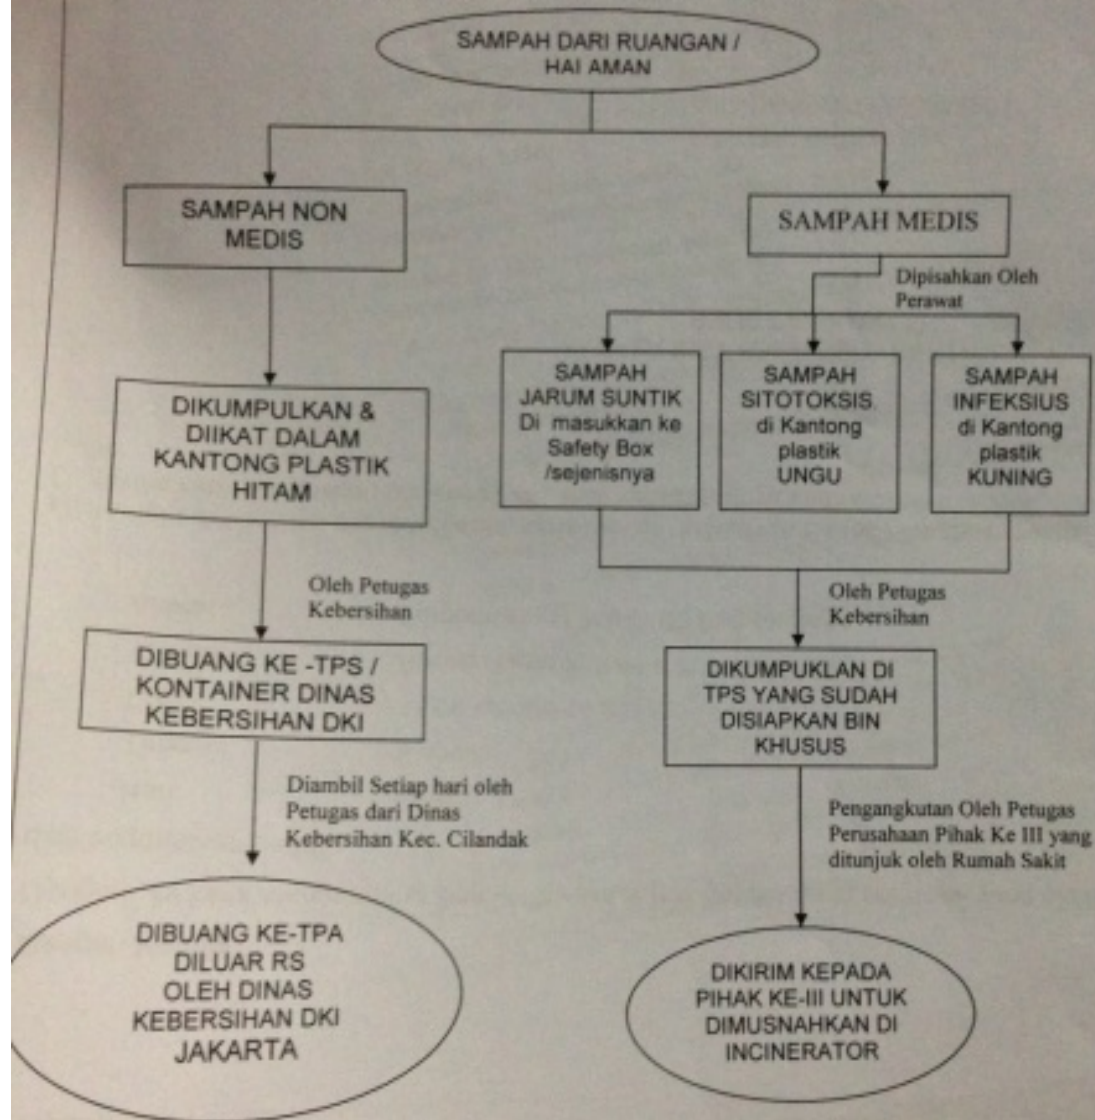 SAMPAH DARI RUANGAN /
HAI AMAN
SAMPAH NON
MEDIS
SAMPAH MEDIS
Dipisahkan Oleh
Perawat
DIKUMPULKAN &
DIIKAT DALAM
KANTONG PLASTIK
HITAM
SAMPAH
JARUM SUNTIK
Di masukkan ke
Safety Box
/sejenisnya
SAMPAH
SITOTOKSIS.
di Kantong
plastik
UNGU
SAMPAH
INFEKSIUS
di Kantong
plastik
KUNING
Oleh Petugas
Kebersihan
Oleh Petugas
Kebersihan
DIBUANG KE -TPS /
KONTAINER DINAS
KEBERSIHAN DKI
DIKUMPUKLAN DI
TPS YANG SUDAH
DISIAPKAN BIN
KHUSUS
Diambil Setiap hari oleh
Petugas dari Dinas
Kebersihan Kec. Cilandak
Pengangkutan Oleh Petugas
Perusahaan Pihak Ke III yang
ditunjuk oleh Rumah Sakit
DIBUANG KE-TPA
DILUAR RS
OLEH DINAS
KEBERSIHAN DKI
JAKARTA
DIKIRIM KEPADA
PIHAK KE-III UNTUK
DIMUSNAHKAN DI
INCINERATOR